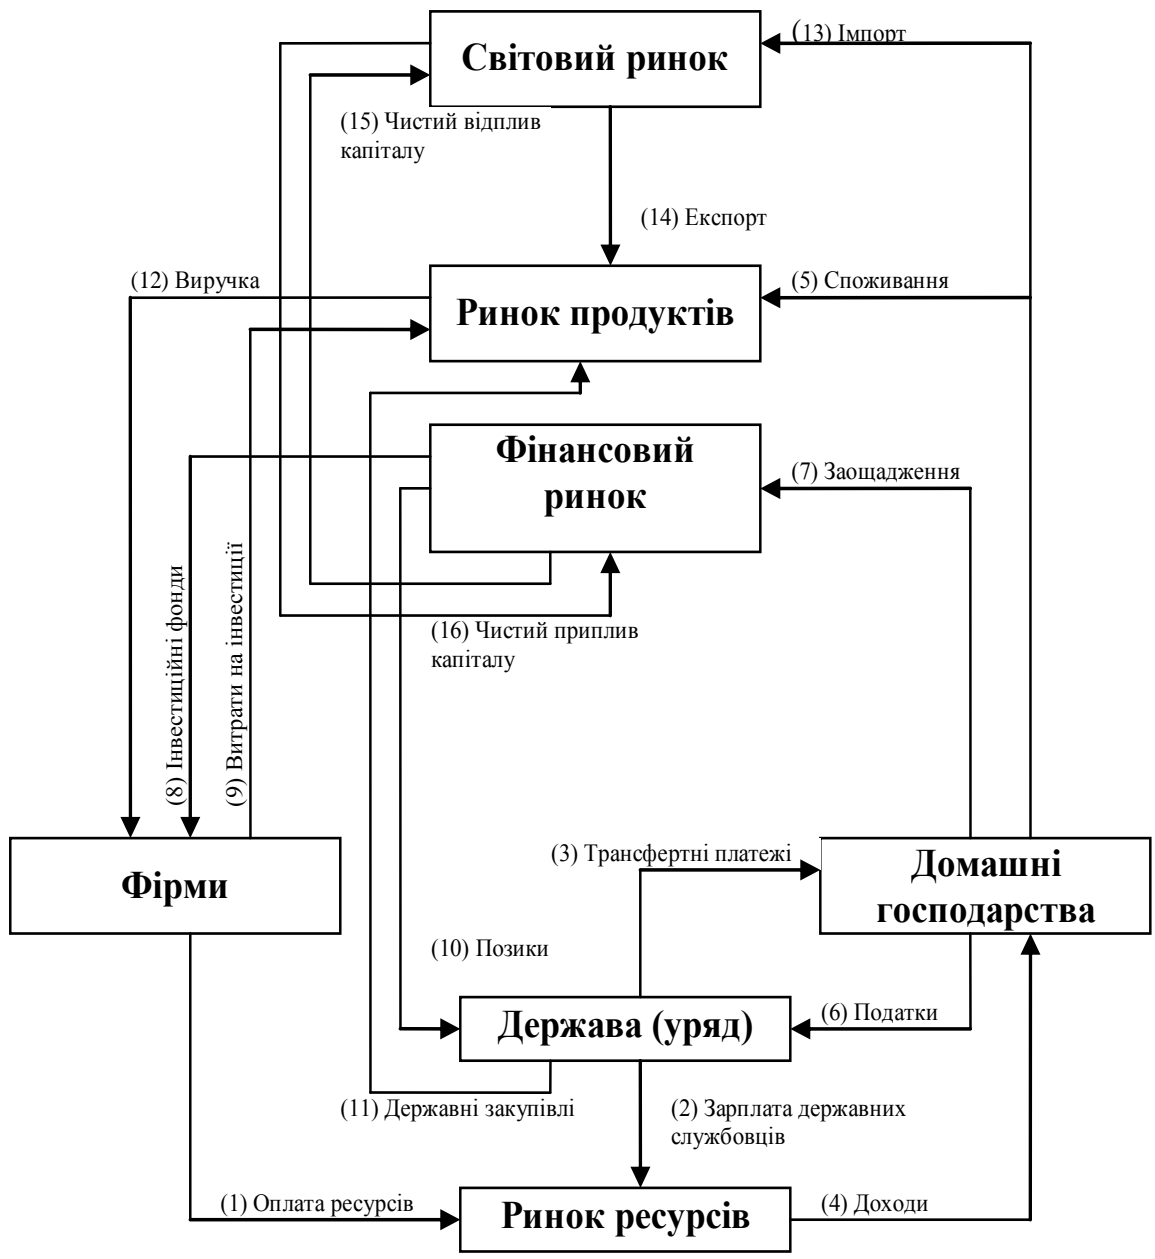 (13) Імпорт
Світовий ринок
(15) Чистий відплив
капіталу
(14) Експорт
(12) Виручка
(5) Споживання
Ринок продуктів
Фінансовий
ринок
(7) Заощадження
(8) Інвестиційні фонди
(9) Витрати на інвестиції
(16) Чистий приплив
капіталу
(3) Трансфертні платежі
Фірми
Домашні
господарства
(10) Позики
Держава (уряд)
(6) Податки
(11) Державні закупівлі
(2) Зарплата державних
службовців
(1) Оплата ресурсів
Ринок ресурсів
(4) Доходи